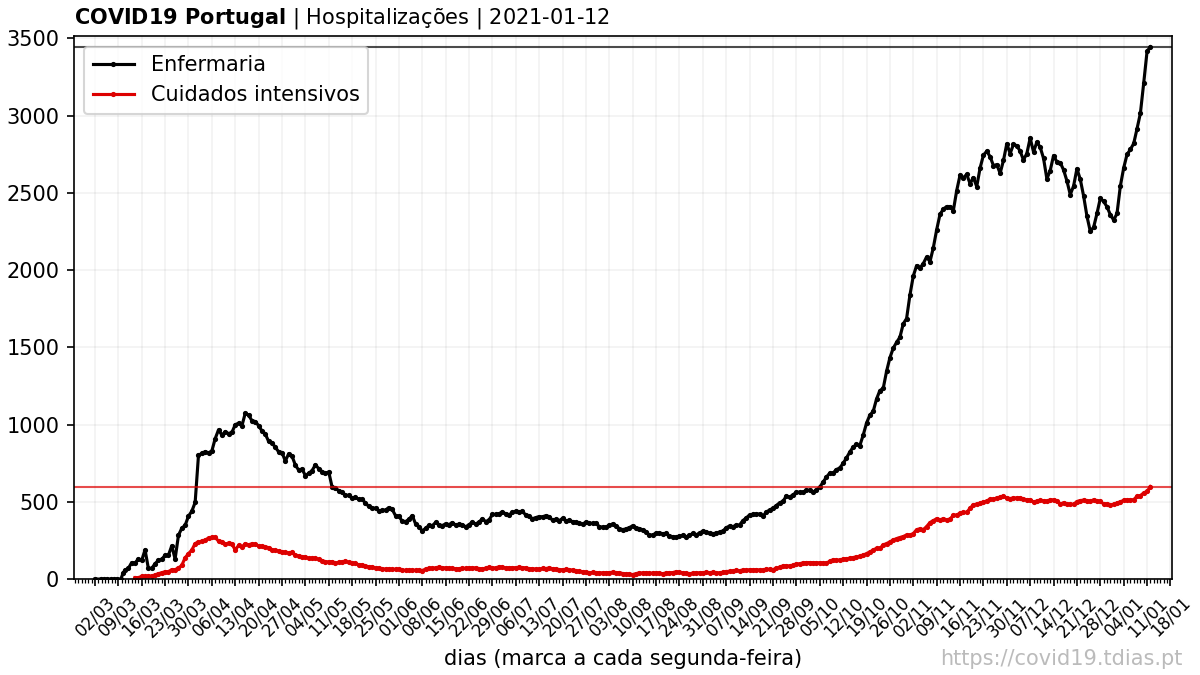 COVID19 Portugal | Hospitalizações | 2021-01-12
3500
Enfermaria
Cuidados intensivos
3000
2500
2000
1500
1000
500
0
02/03 09/03 16/03 23/03 30/03 06/04 13/04 20/04 27/04 04/05 11/05 18/05 25/05 01/06 08/06 15/06 22/06 29/06 06/07 13/07 20/07 27/07 03/08 10/08 17/08 24/08 31/08 07/09 14/09 21/09 28/09 05/10 12/10 19/10 26/10 02/11 09/11 16/11 23/11 30/11 07/12 14/12 21/12 28/12 04/01 11/01 18/01
dias (marca a cada segunda-feira)
https://covid19.tdias.pt